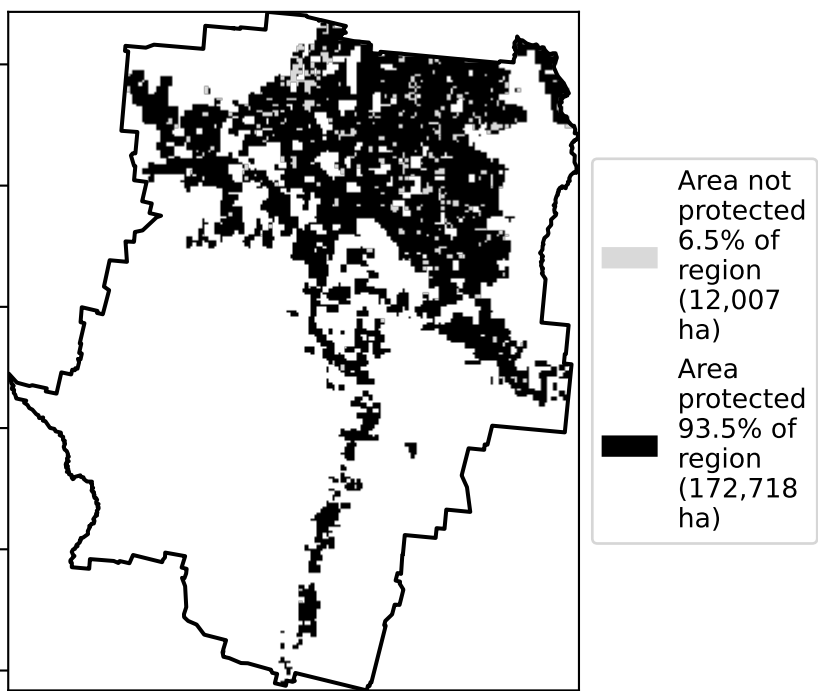 Area not
protected
6.5% of
region
(12,007
ha)
Area
protected
93.5% of
region
(172,718
ha)